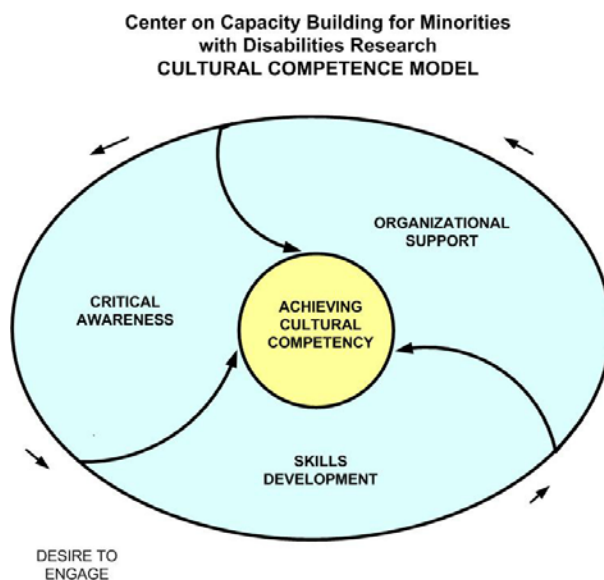 Center on Capacity Building for Minorities
with Disabilities Research
CULTURAL COMPETENCE MODEL
ORGANIZATIONAL
SUPPORT
CRITICAL
AWARENESS
ACHIEVING
CULTURAL
COMPETENCY
SKILLS
DEVELOPMENT
DESIRE TO
ENGAGE